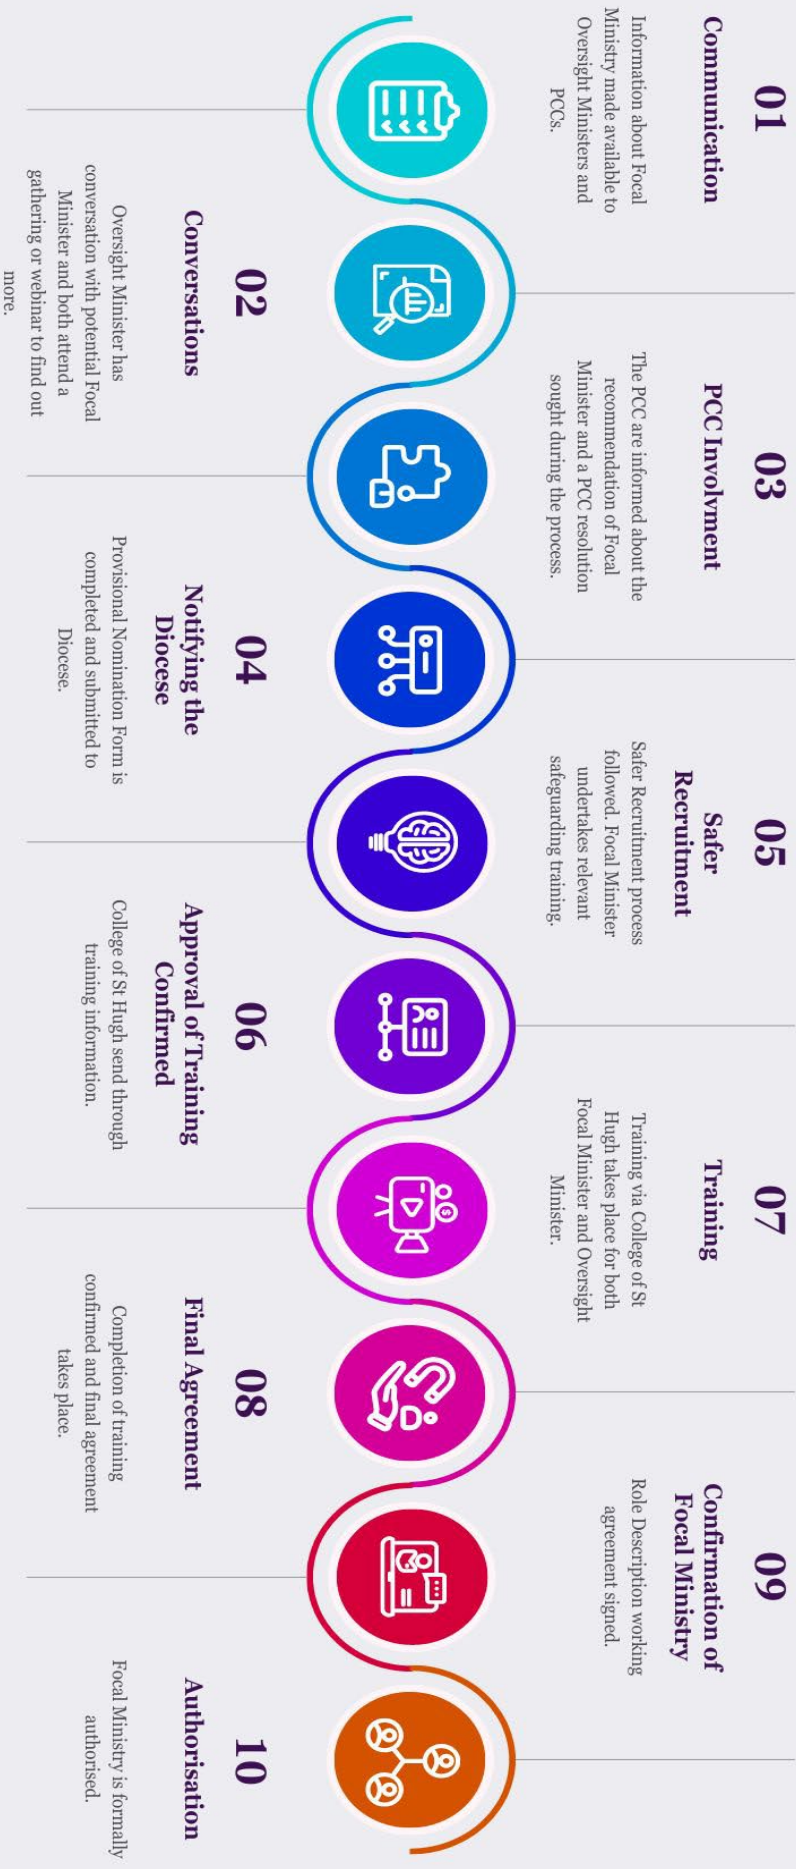 01
Communication
Information about Focal
Ministry made available to
Oversight Ministers and
PCCs.
02
Conversations
Oversight Minister has
conversation with potential Focal
Minister and both attend a
gathering or webinar to find out
more.
03
PCC Involvment
The PCC are informed about the
recommendation of Focal
Minister and a PCC resolution
sought during the process.
04
Notifying the
Diocese
Provisional Nomination Form is
completed and submitted to
Diocese.
05
Safer
Recruitment
Safer Recruitment process
followed. Focal Minister
undertakes relevant
safeguarding training.
06
Approval of Training
Confirmed
College of St Hugh send through
training information.
07
Training
Training via College of St
Hugh takes place for both
Focal Minister and Oversight
Minister.
08
Final Agreement
Completion of training
confirmed and final agreement
takes place.
09
Confirmation of
Focal Ministry
Role Description working
agreement signed.
10
Authorisation
Focal Ministry is formally
authorised.